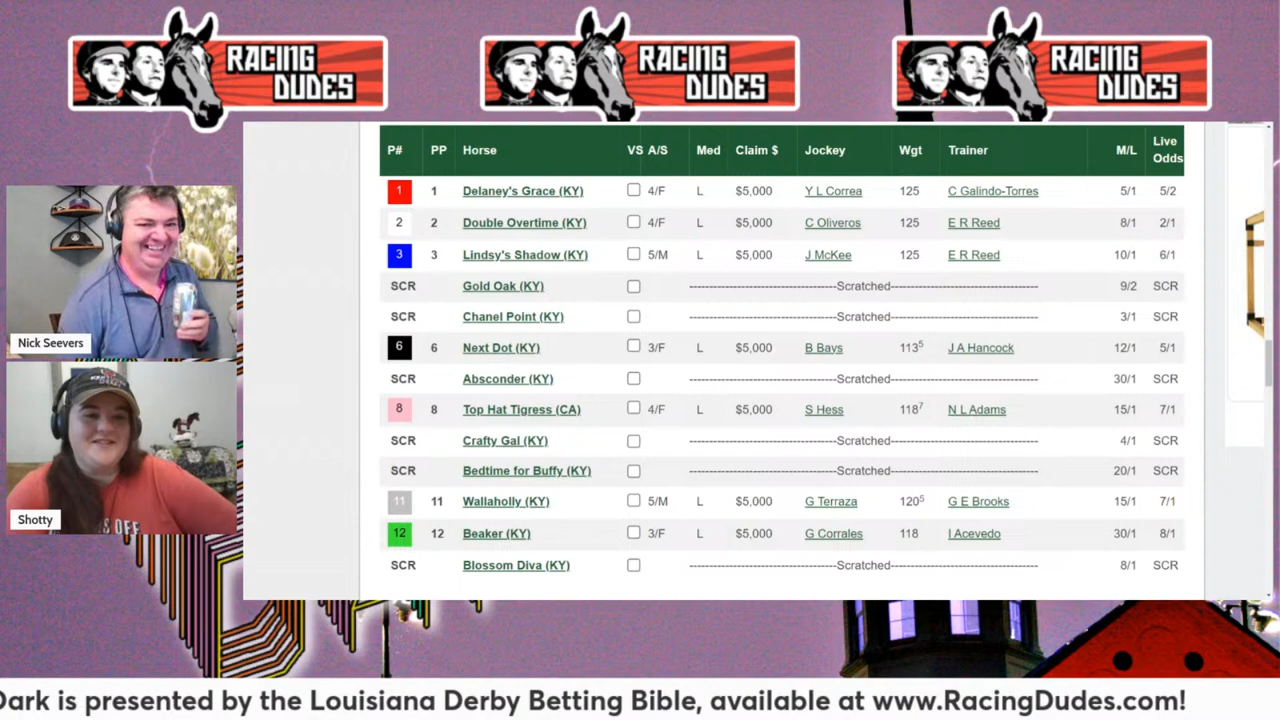 RACING DUDES
RACING DUDES
RACING DUDES
P# PP Horse VS A/S Med Claim $ Jockey Wgt Trainer M/L Live Odds
1 1 Delaney's Grace (KY) 4/F L $5,000 Y L Correa 125 C Galindo-Torres 5/1 5/2
2 2 Double Overtime (KY) 4/F L $5,000 C Oliveros 125 E R Reed 8/1 2/1
3 3 Lindsy's Shadow (KY) 5/M L $5,000 J McKee 125 E R Reed 10/1 6/1
SCR Gold Oak (KY) -----Scratched----- 9/2 SCR
SCR Chanel Point (KY) -----Scratched----- 3/1 SCR
6 6 Next Dot (KY) 3/F L $5,000 B Bays 113⁵ J A Hancock 12/1 5/1
SCR Absconder (KY) -----Scratched----- 30/1 SCR
8 8 Top Hat Tigress (CA) 4/F L $5,000 S Hess 118⁷ N L Adams 15/1 7/1
SCR Crafty Gal (KY) -----Scratched----- 4/1 SCR
SCR Bedtime for Buffy (KY) -----Scratched----- 20/1 SCR
11 11 Wallaholly (KY) 5/M L $5,000 G Terraza 120⁵ G E Brooks 15/1 7/1
12 12 Beaker (KY) 3/F L $5,000 G Corrales 118 I Acevedo 30/1 8/1
SCR Blossom Diva (KY) -----Scratched----- 8/1 SCR
Nick Seevers
Shotty
S OFF
Dark is presented by the Louisiana Derby Betting Bible, available at www.RacingDudes.com!